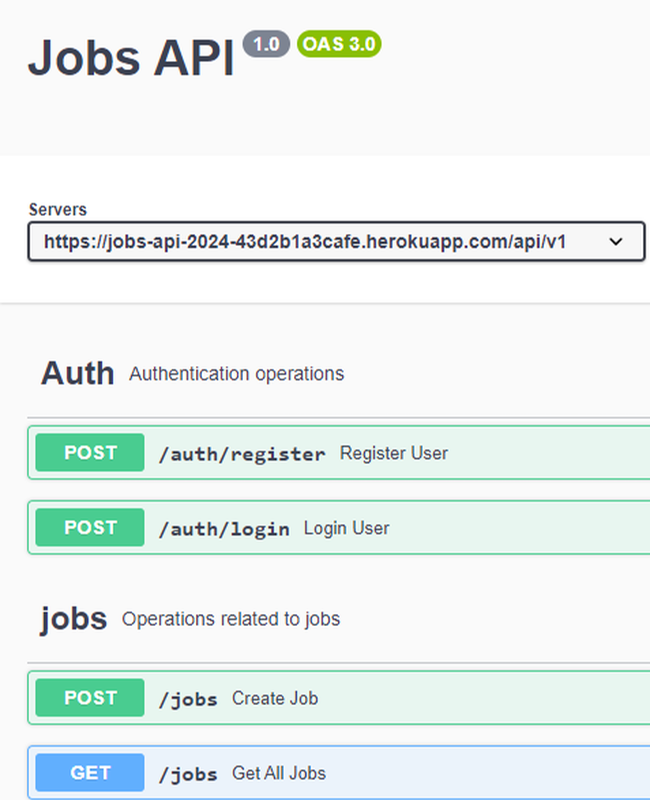 Jobs API 1.0 OAS 3.0
Servers
https://jobs-api-2024-43d2b1a3cafe.herokuapp.com/api/v1
Auth Authentication operations
POST /auth/register Register User
POST /auth/login Login User
jobs Operations related to jobs
POST /jobs Create Job
GET /jobs Get All Jobs